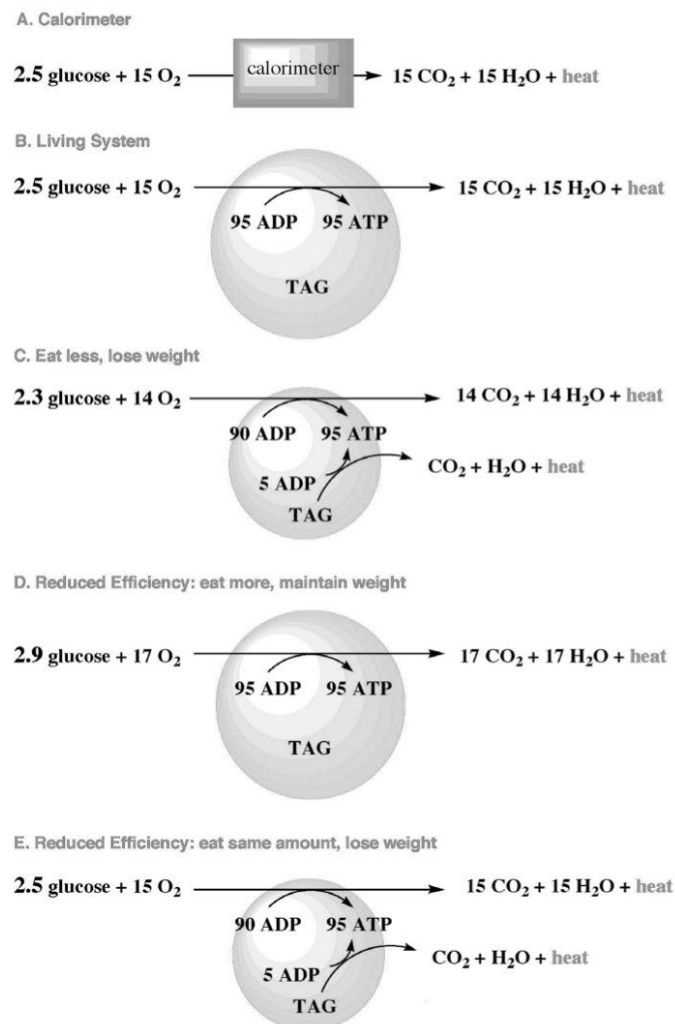 A. Calorimeter
2.5 glucose + 15 O₂ calorimeter 15 CO₂ + 15 H₂O + heat
B. Living System
2.5 glucose + 15 O₂ 15 CO₂ + 15 H₂O + heat
95 ADP 95 ATP
TAG
C. Eat less, lose weight
2.3 glucose + 14 O₂ 14 CO₂ + 14 H₂O + heat
90 ADP 95 ATP
CO₂ + H₂O + heat
5 ADP
TAG
D. Reduced Efficiency: eat more, maintain weight
2.9 glucose + 17 O₂ 17 CO₂ + 17 H₂O + heat
95 ADP 95 ATP
TAG
E. Reduced Efficiency: eat same amount, lose weight
2.5 glucose + 15 O₂ 15 CO₂ + 15 H₂O + heat
90 ADP 95 ATP
CO₂ + H₂O + heat
5 ADP
TAG